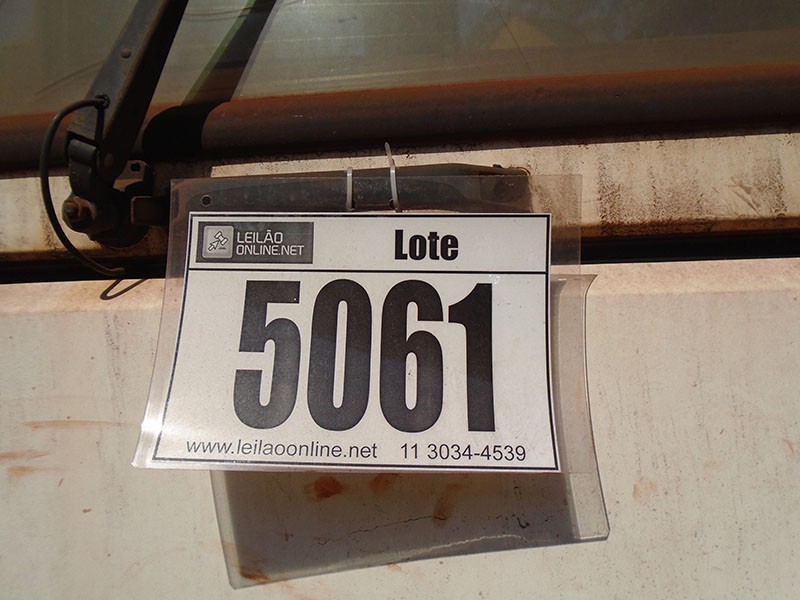 LEILÃO
ONLINE.NET
Lote
5061
www.leilaoonline.net 11 3034-4539